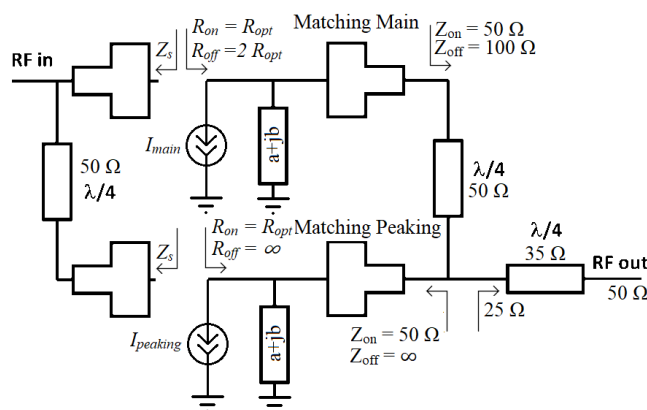 Matching Main
RF in
Zs
Ron = Ropt
Roff=2 Ropt
Zon = 50 Ω
Zoff = 100 Ω
Imain
a+jb
50 Ω
λ/4
λ/4
50 Ω
Zs
Ron = Ropt
Roff = ∞
Matching Peaking
λ/4
35 Ω
RF out
50 Ω
25 Ω
Ipeaking
a+jb
Zon = 50 Ω
Zoff = ∞